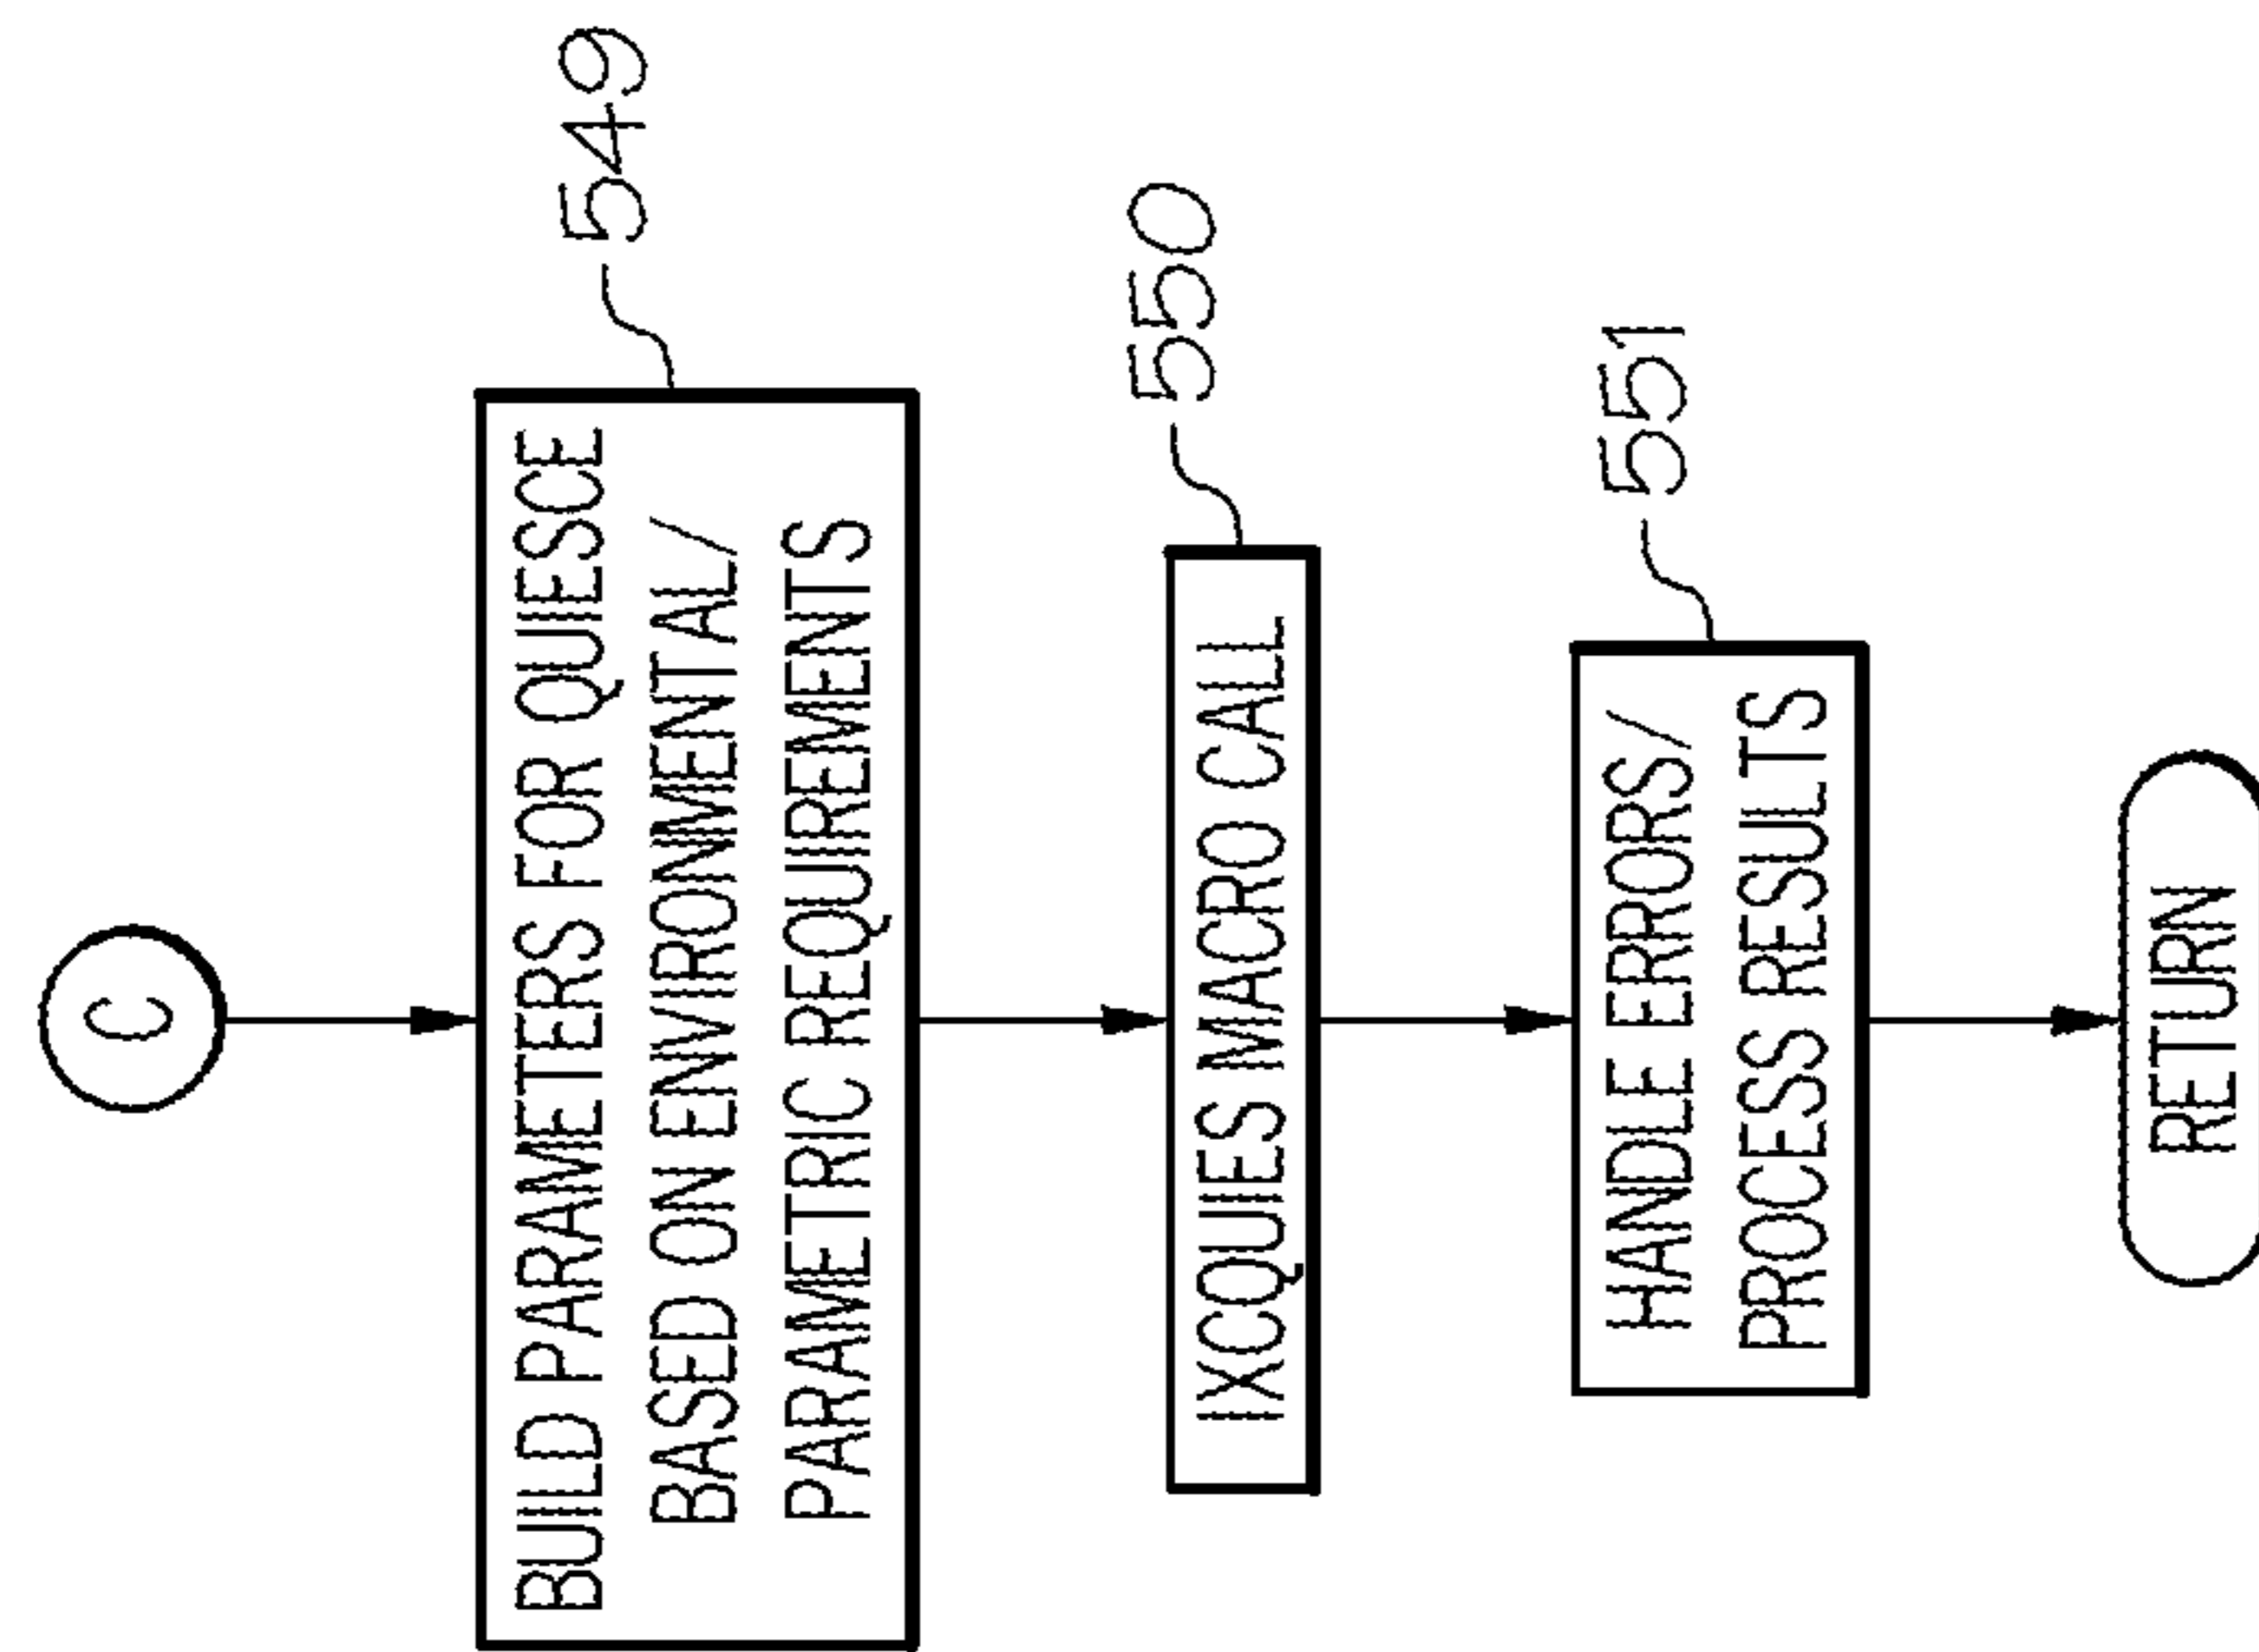 C
549
BUILD PARAMETERS FOR QUIESCE
BASED ON ENVIRONMENTAL/
PARAMETRIC REQUIREMENTS
550
IXCQUIES MACRO CALL
551
HANDLE ERRORS/
PROCESS RESULTS
RETURN